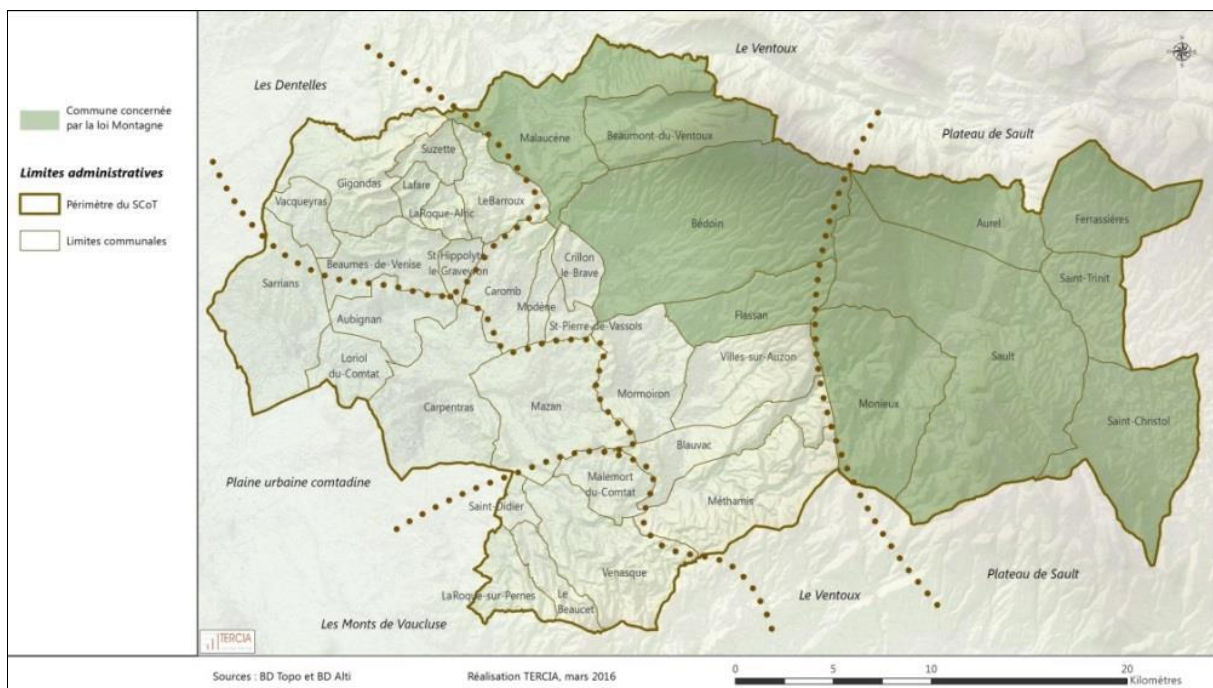 Commune concernée
par la loi Montagne
Limites administratives
Périmètre du SCoT
Limites communales
Le Ventoux
Les Dentelles
Plateau de Sault
Malaucène
Beaumont-du-Ventoux
Suzette
Gigondas
Lafare
LaRoque-Alric
LeBarroux
Vacqueyras
Bédoin
Aurel
Ferrassières
Beaumes-de-Venise
St-Hippolyte
le-Graveyron
Crillon
le-Brave
Saint-Trinit
Sarrians
Caromb
Modène
Aubignan
Flassan
St-Pierre-de-Vassols
Loriol
du-Comtat
Villes-sur-Auzon
Sault
Mormoiron
Monieux
Carpentras
Mazan
Saint-Christol
Blauvac
Plaine urbaine comtadine
Malemort
du-Comtat
Méthamis
Saint-Didier
Venasque
Plateau de Sault
LaRoque-sur-Pernes
Le
Beaucet
Le Ventoux
Les Monts de Vaucluse
TERCIA
0 5 10 20
Kilomètres
Sources : BD Topo et BD Alti
Réalisation TERCIA, mars 2016